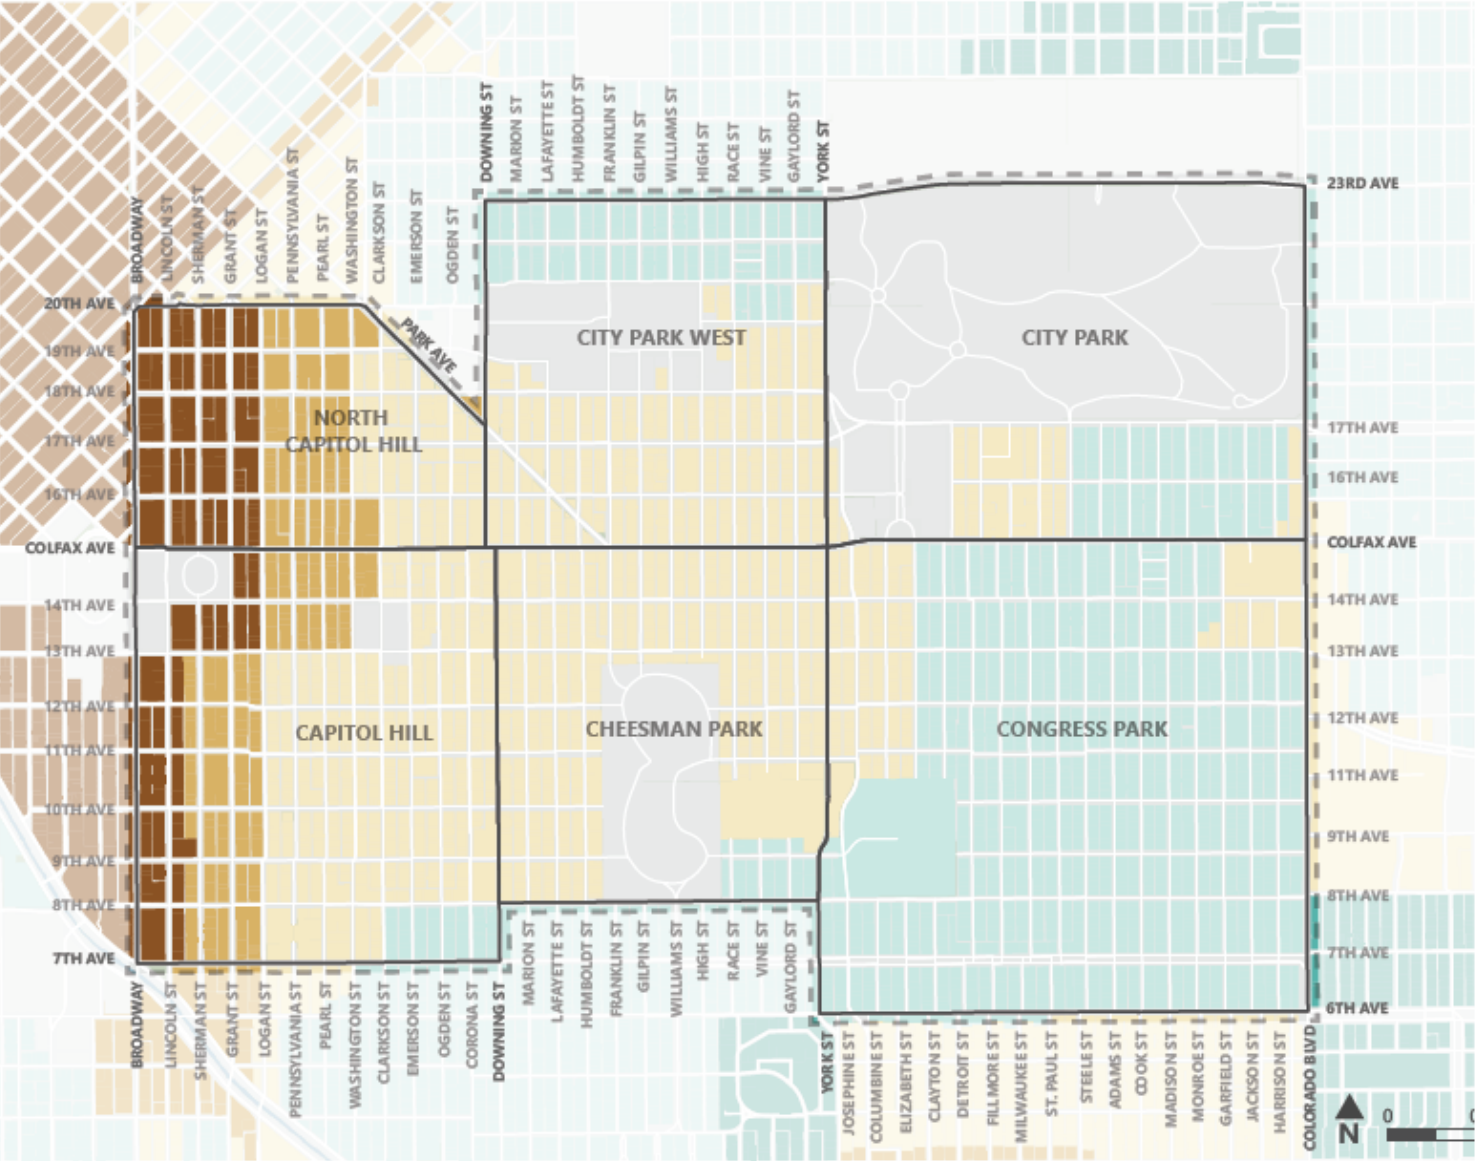 DOWNING ST
MARION ST
LAFAYETTE ST
HUMBOLDT ST
FRANKLIN ST
GILPIN ST
WILLIAMS ST
HIGH ST
RACE ST
VINE ST
GAYLORD ST
YORK ST
BROADWAY
LINCOLN ST
SHERMAN ST
GRANT ST
LOGAN ST
PENNSYLVANIA ST
PEARL ST
WASHINGTON ST
CLARKSON ST
EMERSON ST
OGDEN ST
PARK AVE
20TH AVE
19TH AVE
18TH AVE
17TH AVE
16TH AVE
COLFAX AVE
14TH AVE
13TH AVE
12TH AVE
11TH AVE
10TH AVE
9TH AVE
8TH AVE
7TH AVE
NORTH
CAPITOL HILL
CITY PARK WEST
CITY PARK
CAPITOL HILL
CHEESMAN PARK
CONGRESS PARK
23RD AVE
17TH AVE
16TH AVE
COLFAX AVE
14TH AVE
13TH AVE
12TH AVE
11TH AVE
9TH AVE
8TH AVE
7TH AVE
6TH AVE
BROADWAY
LINCOLN ST
SHERMAN ST
GRANT ST
LOGAN ST
PENNSYLVANIA ST
PEARL ST
WASHINGTON ST
CLARKSON ST
EMERSON ST
OGDEN ST
CORONA ST
DOWNING ST
MARION ST
LAFAYETTE ST
HUMBOLDT ST
FRANKLIN ST
GILPIN ST
WILLIAMS ST
HIGH ST
RACE ST
VINE ST
GAYLORD ST
YORK ST
JOSEPHINE ST
COLUMBINE ST
ELIZABETH ST
CLAYTON ST
DETROIT ST
FILLMORE ST
MILWAUKEE ST
ST. PAUL ST
STEELE ST
ADAMS ST
COOK ST
MADISON ST
MONROE ST
GARFIELD ST
JACKSON ST
HARRISON ST
COLORADO BLVD
N
0